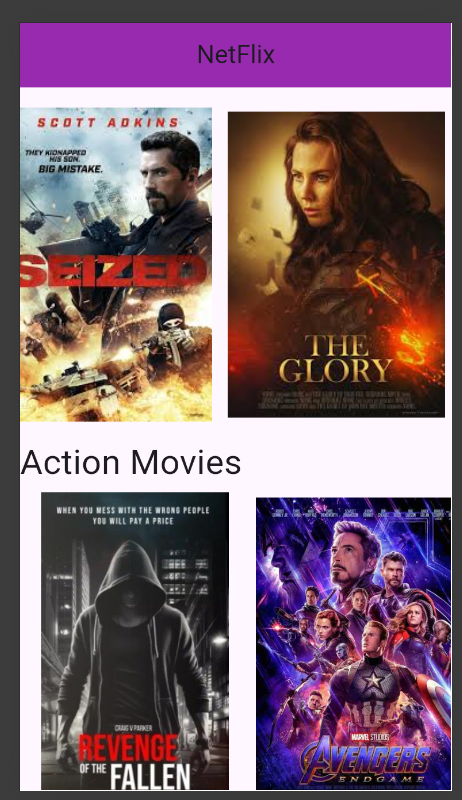 NetFlix
SCOTT ADKINS
THEY KIDNAPPED
HIS SON.
BIG MISTAKE.
SEIZED
THE
GLORY
Action Movies
WHEN YOU MESS WITH THE WRONG PEOPLE
YOU WILL PAY A PRICE
CRAIG V PARKER
REVENGE
OF THE FALLEN
MARVEL STUDIOS
AVENGERS
ENDGAME